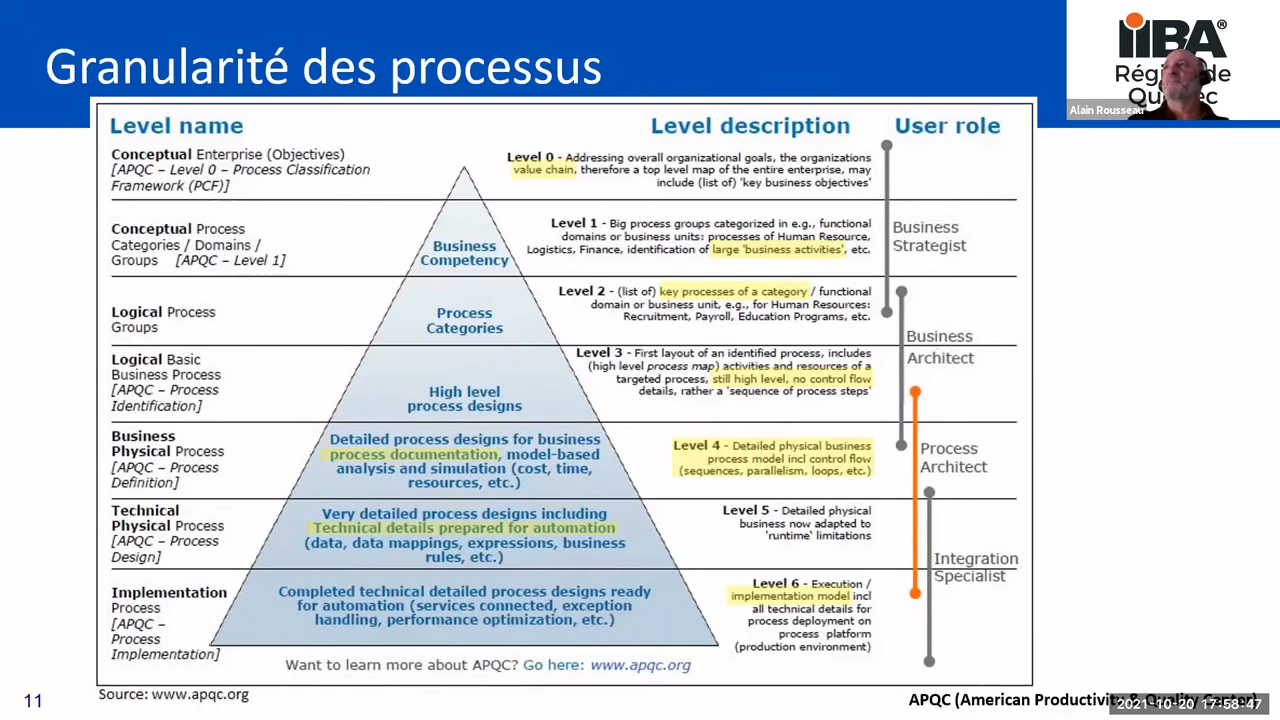 Granularité des processus
iiBA®
Région de
Québec
Alain Rousseau
Level name
Level description
User role
Conceptual Enterprise (Objectives)
[APQC – Level 0 – Process Classification
Framework (PCF)]
Level 0 - Addressing overall organizational goals, the organizations
value chain, therefore a top level map of the entire enterprise, may
include (list of) 'key business objectives'
Conceptual Process
Categories / Domains /
Groups [APQC – Level 1]
Business
Competency
Level 1 - Big process groups categorized in e.g., functional
domains or business units: processes of Human Resource,
Logistics, Finance, identification of large 'business activities', etc.
Business
Strategist
Logical Process
Groups
Process
Categories
Level 2 - (list of) key processes of a category / functional
domain or business unit, e.g., for Human Resources:
Recruitment, Payroll, Education Programs, etc.
Business
Architect
Logical Basic
Business Process
[APQC – Process
Identification]
High level
process designs
Level 3 - First layout of an identified process, includes
(high level process map) activities and resources of a
targeted process, still high level, no control flow
details, rather a 'sequence of process steps'
Business
Physical Process
[APQC – Process
Definition]
Detailed process designs for business
process documentation, model-based
analysis and simulation (cost, time,
resources, etc.)
Level 4 - Detailed physical business
process model incl control flow
(sequences, parallelism, loops, etc.)
Process
Architect
Technical
Physical Process
[APQC – Process
Design]
Very detailed process designs including
Technical details prepared for automation
(data, data mappings, expressions, business
rules, etc.)
Level 5 - Detailed physical
business now adapted to
'runtime' limitations
Integration
Specialist
Implementation
Process
[APQC –
Process
Implementation]
Completed technical detailed process designs ready
for automation (services connected, exception
handling, performance optimization, etc.)
Level 6 - Execution /
implementation model incl
all technical details for
process deployment on
process platform
(production environment)
Want to learn more about APQC? Go here: www.apqc.org
11
Source: www.apqc.org
APQC (American Productivity & Quality Center)
2021-10-20 17:58:47